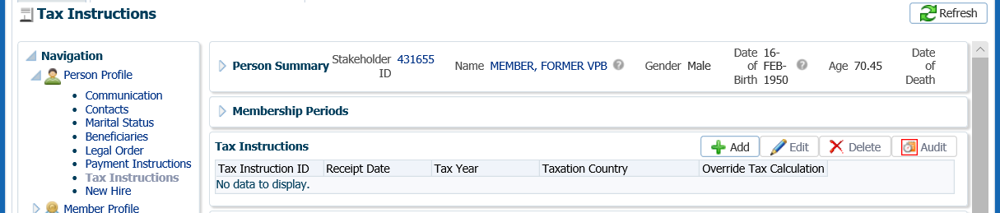 Tax Instructions
Refresh
Navigation
Person Profile
Communication
Contacts
Marital Status
Beneficiaries
Legal Order
Payment Instructions
Tax Instructions
New Hire
Member Profile
Person Summary Stakeholder ID 431655 Name MEMBER, FORMER VPB Gender Male Date of Birth 16-FEB-1950 Age 70.45 Date of Death
Membership Periods
Tax Instructions Add Edit Delete Audit
Tax Instruction ID Receipt Date Tax Year Taxation Country Override Tax Calculation
No data to display.